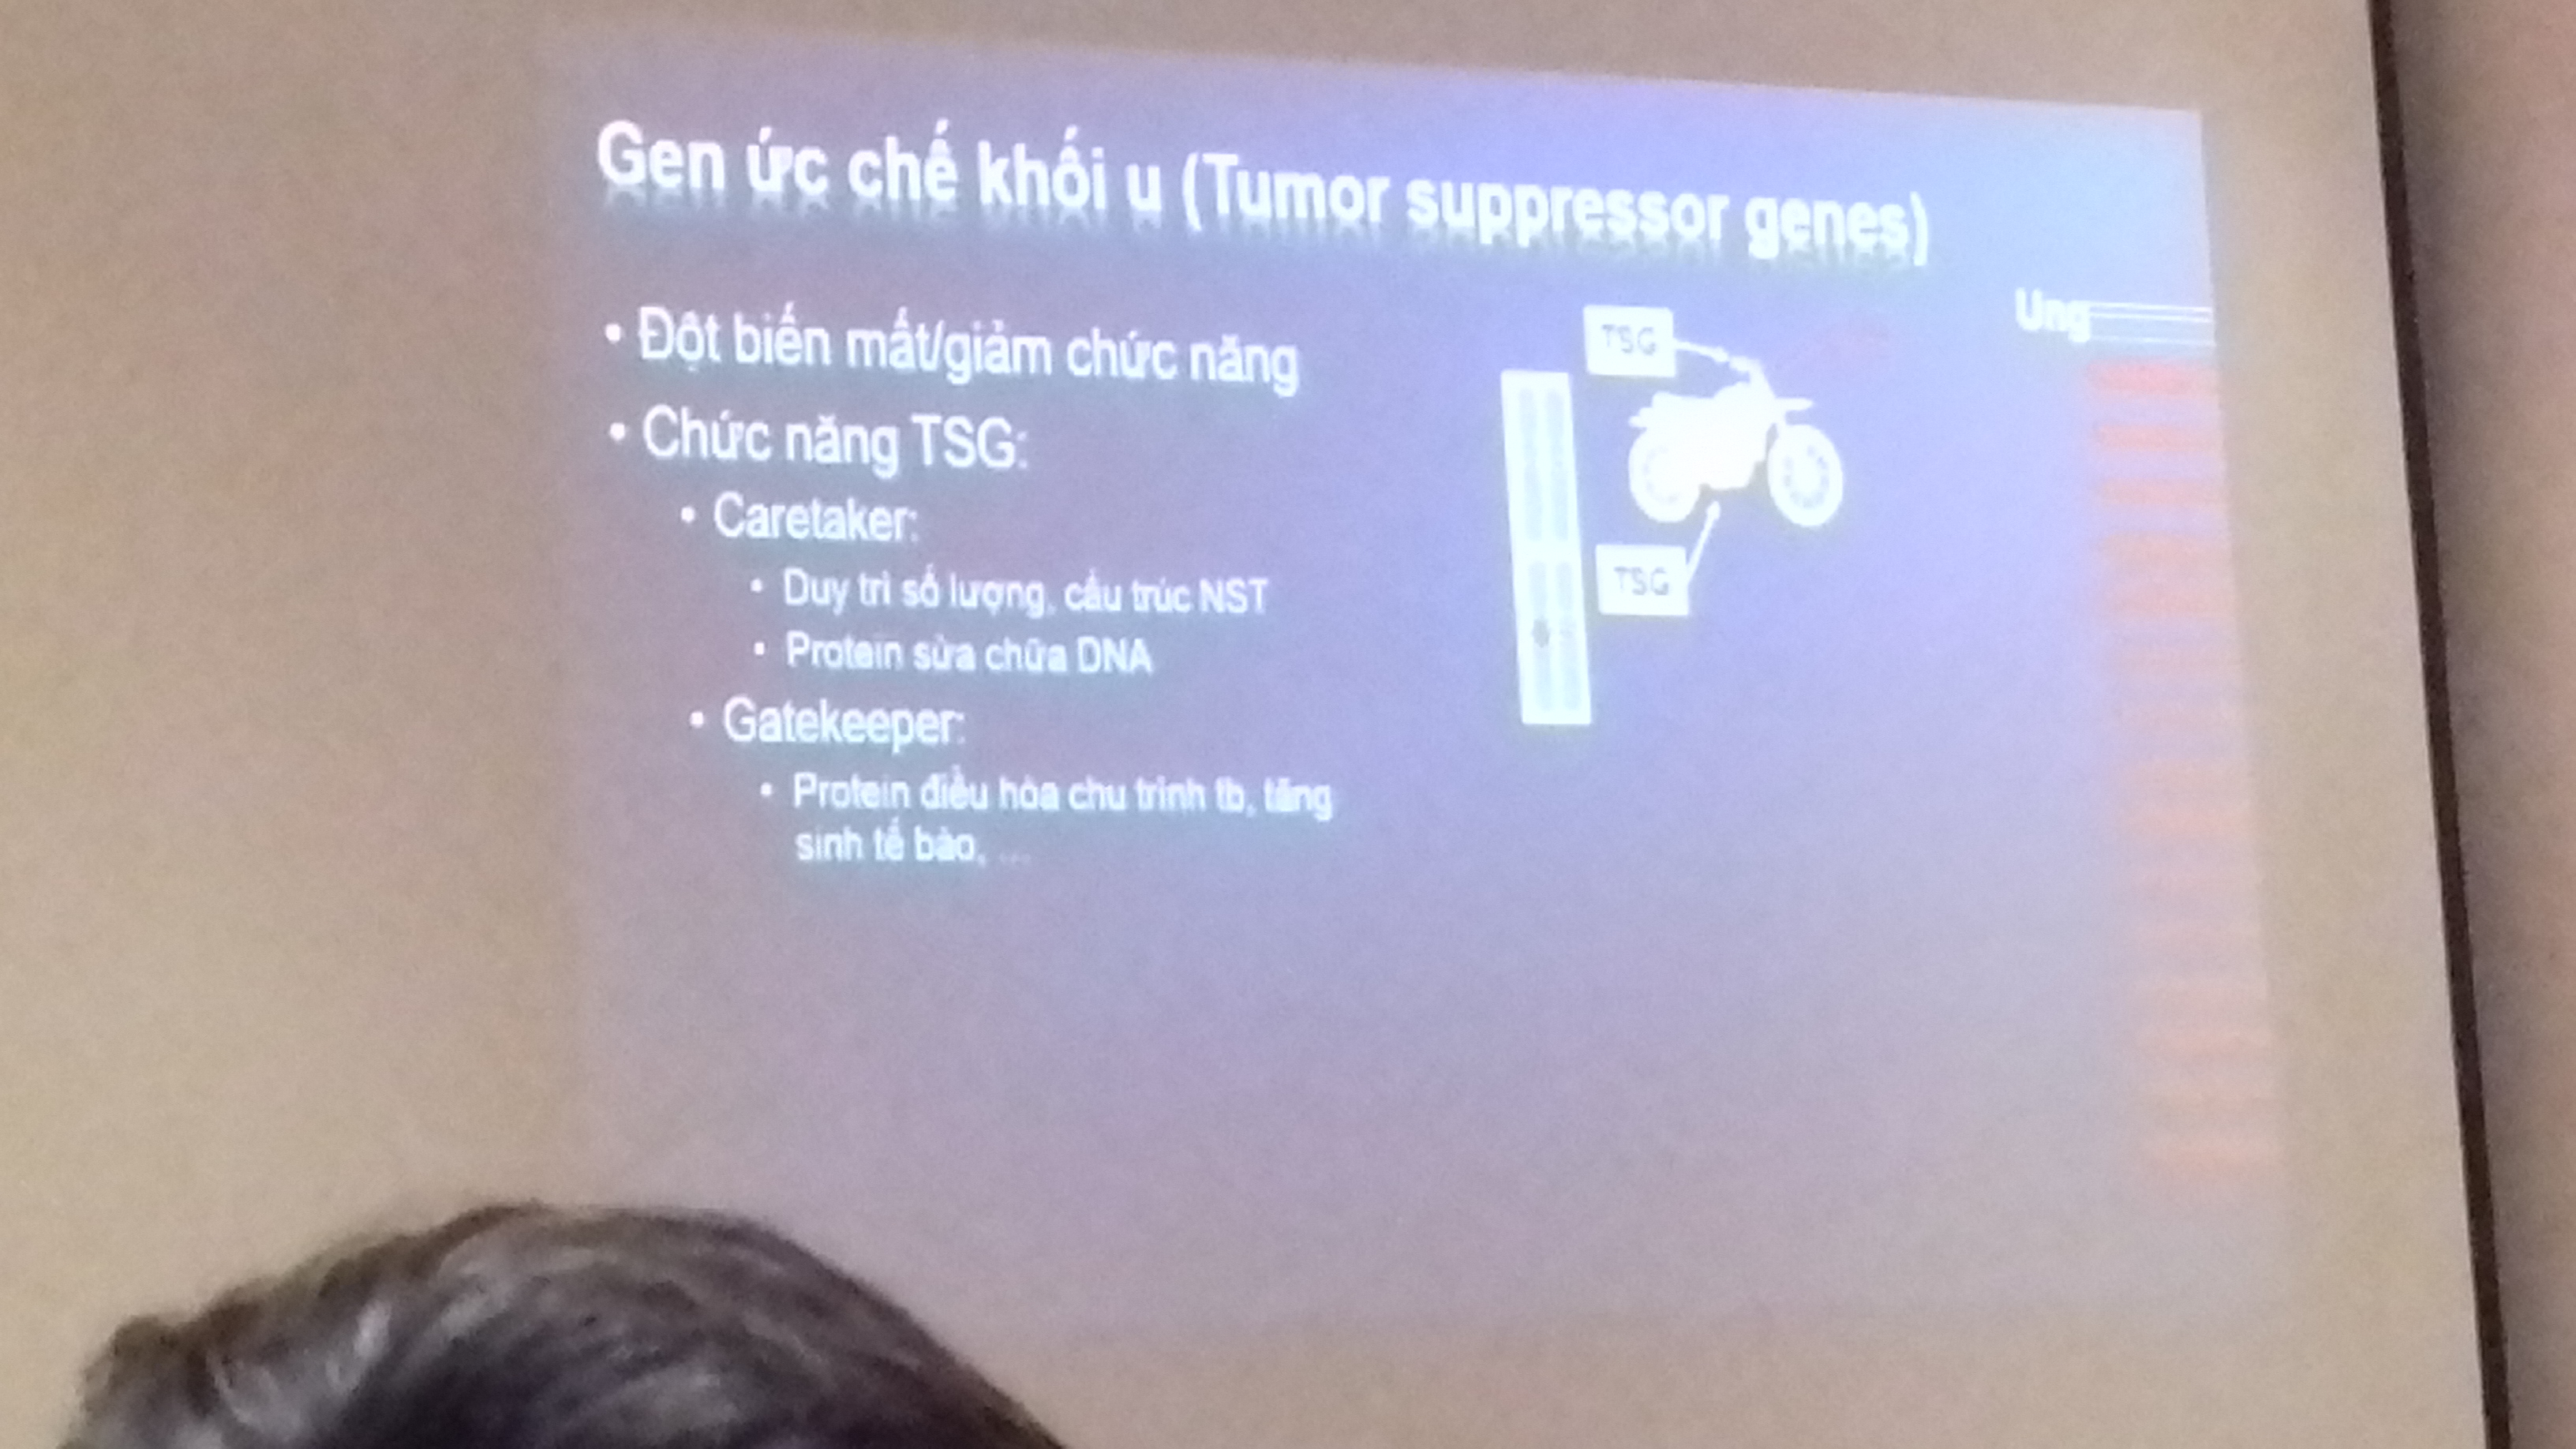 Gen ức chế khối u (Tumor suppressor genes)
• Đột biến mất/giảm chức năng
• Chức năng TSG:
• Caretaker:
• Duy trì số lượng, cấu trúc NST
• Protein sửa chữa DNA
• Gatekeeper:
• Protein điều hòa chu trình tb, tăng
sinh tế bào, ...
TSG
TSG
Ung